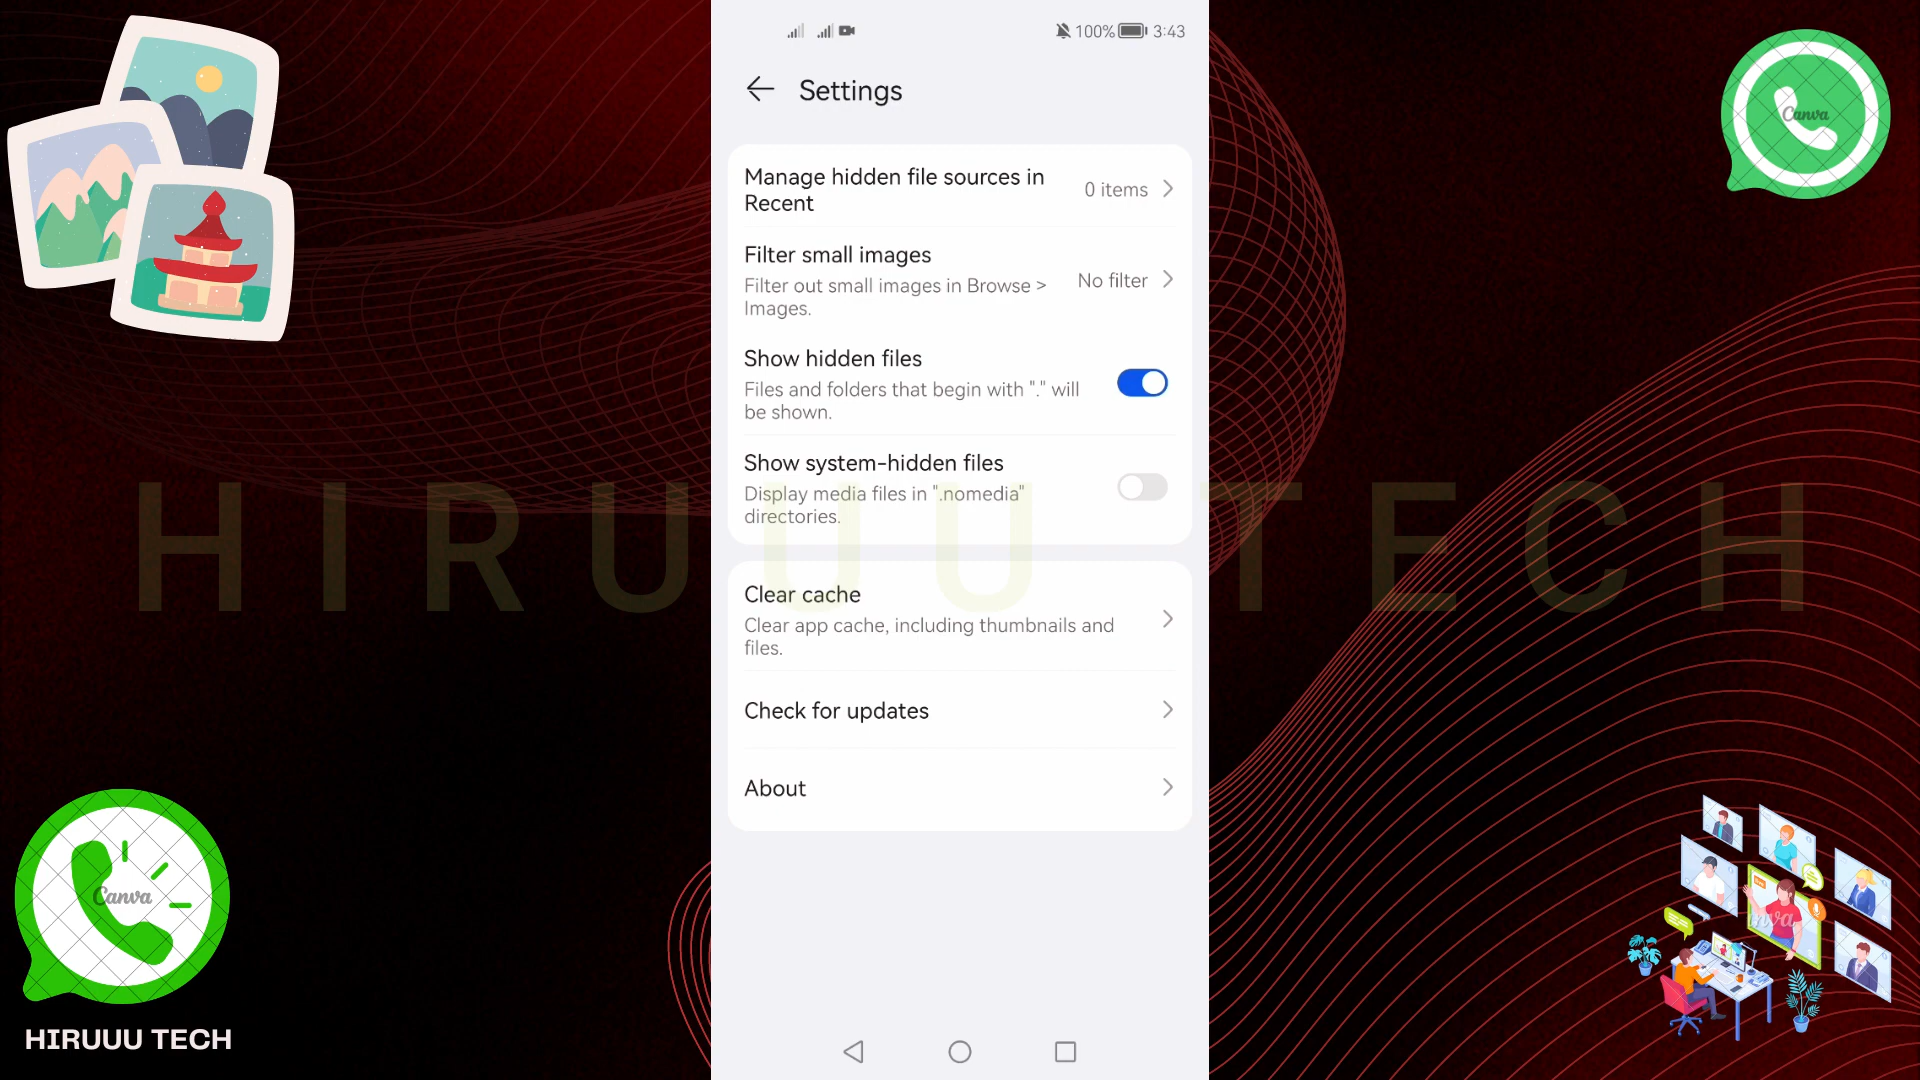 100% 3:43
Settings
Manage hidden file sources in
Recent
0 items
Filter small images
Filter out small images in Browse >
Images.
No filter
Show hidden files
Files and folders that begin with "." will
be shown.
Show system-hidden files
Display media files in ".nomedia"
directories.
HIRUUU TECH
Clear cache
Clear app cache, including thumbnails and
files.
Check for updates
About
Canva
Canva
nva
HIRUUU TECH